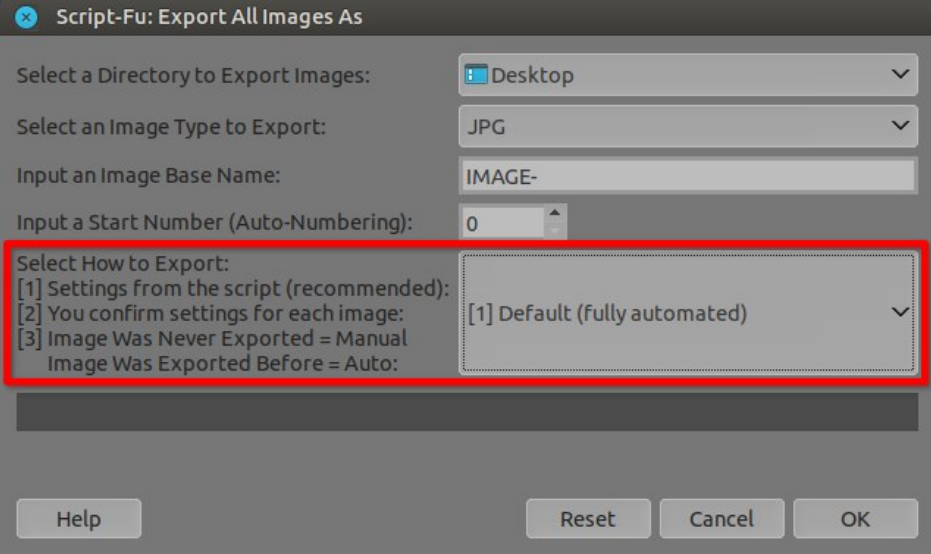 Script-Fu: Export All Images As
Select a Directory to Export Images:
Desktop
Select an Image Type to Export:
JPG
Input an Image Base Name:
IMAGE-
Input a Start Number (Auto-Numbering):
0
Select How to Export:
[1] Settings from the script (recommended):
[2] You confirm settings for each image:
[3] Image Was Never Exported = Manual
Image Was Exported Before = Auto:
[1] Default (fully automated)
Help
Reset
Cancel
OK